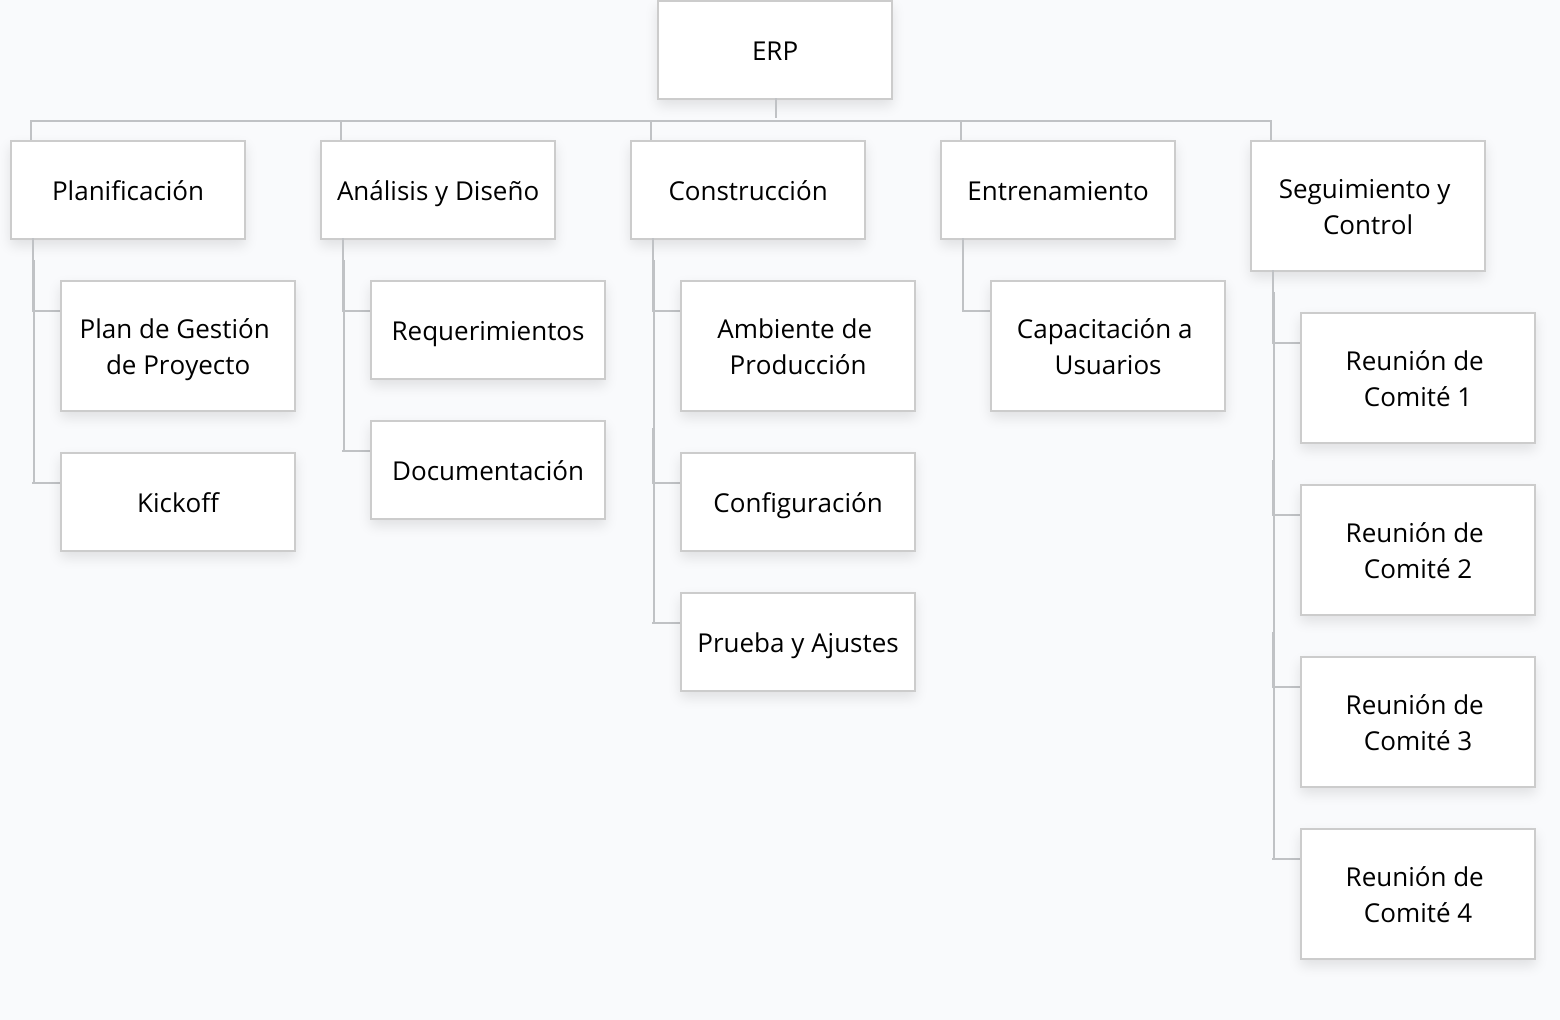 ERP
Planificación
Plan de Gestión
de Proyecto
Kickoff
Análisis y Diseño
Requerimientos
Documentación
Construcción
Ambiente de
Producción
Configuración
Prueba y Ajustes
Entrenamiento
Capacitación a
Usuarios
Seguimiento y
Control
Reunión de
Comité 1
Reunión de
Comité 2
Reunión de
Comité 3
Reunión de
Comité 4